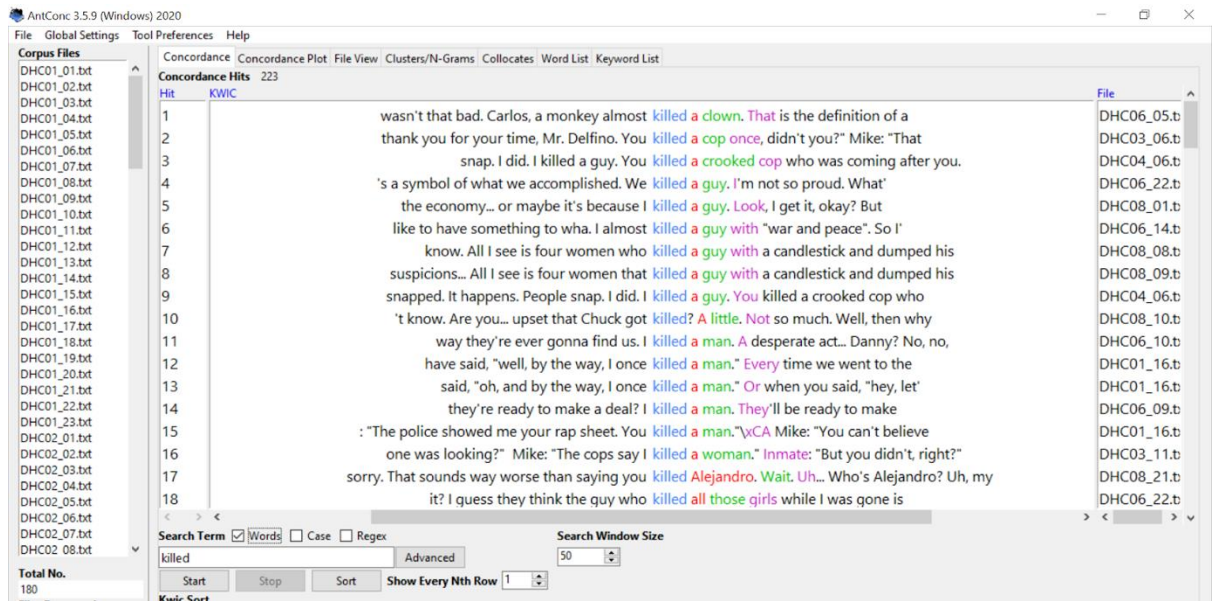 AntConc 3.5.9 (Windows) 2020
File Global Settings Tool Preferences Help
Corpus Files
DHC01_01.txt
DHC01_02.txt
DHC01_03.txt
DHC01_04.txt
DHC01_05.txt
DHC01_06.txt
DHC01_07.txt
DHC01_08.txt
DHC01_09.txt
DHC01_10.txt
DHC01_11.txt
DHC01_12.txt
DHC01_13.txt
DHC01_14.txt
DHC01_15.txt
DHC01_16.txt
DHC01_17.txt
DHC01_18.txt
DHC01_19.txt
DHC01_20.txt
DHC01_21.txt
DHC01_22.txt
DHC01_23.txt
DHC02_01.txt
DHC02_02.txt
DHC02_03.txt
DHC02_04.txt
DHC02_05.txt
DHC02_06.txt
DHC02_07.txt
DHC02_08.txt
Total No.
180
Concordance Concordance Plot File View Clusters/N-Grams Collocates Word List Keyword List
Concordance Hits 223
Hit KWIC File
1 wasn't that bad. Carlos, a monkey almost killed a clown. That is the definition of a DHC06_05.t
2 thank you for your time, Mr. Delfino. You killed a cop once, didn't you?" Mike: "That DHC03_06.t
3 snap. I did. I killed a guy. You killed a crooked cop who was coming after you. DHC04_06.t
4 's a symbol of what we accomplished. We killed a guy. I'm not so proud. What' DHC06_22.t
5 the economy... or maybe it's because I killed a guy. Look, I get it, okay? But DHC08_01.t
6 like to have something to wha. I almost killed a guy with "war and peace". So I' DHC06_14.t
7 know. All I see is four women who killed a guy with a candlestick and dumped his DHC08_08.t
8 suspicions... All I see is four women that killed a guy with a candlestick and dumped his DHC08_09.t
9 snapped. It happens. People snap. I did. I killed a guy. You killed a crooked cop who DHC04_06.t
10 't know. Are you... upset that Chuck got killed? A little. Not so much. Well, then why DHC08_10.t
11 way they're ever gonna find us. I killed a man. A desperate act... Danny? No, no, DHC06_10.t
12 have said, "well, by the way, I once killed a man." Every time we went to the DHC01_16.t
13 said, "oh, and by the way, I once killed a man." Or when you said, "hey, let' DHC01_16.t
14 they're ready to make a deal? I killed a man. They'll be ready to make DHC06_09.t
15 : "The police showed me your rap sheet. You killed a man."\xCA Mike: "You can't believe DHC01_16.t
16 one was looking?" Mike: "The cops say I killed a woman." Inmate: "But you didn't, right?" DHC03_11.t
17 sorry. That sounds way worse than saying you killed Alejandro. Wait. Uh... Who's Alejandro? Uh, my DHC08_21.t
18 it? I guess they think the guy who killed all those girls while I was gone is DHC06_22.t
Search Term Words Case Regex Search Window Size
killed Advanced 50
Start Stop Sort Show Every Nth Row 1
Kwic Sort